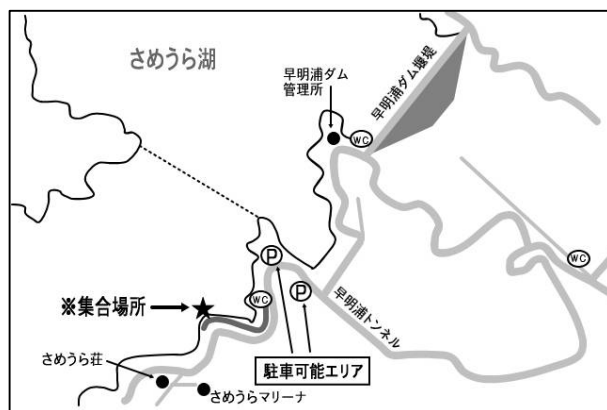 さめうら湖
早明浦ダム
管理所
早明浦ダム堰堤
WC
WC
P
WC
P
※集合場所
早明浦トンネル
駐車可能エリア
さめうら荘
さめうらマリーナ